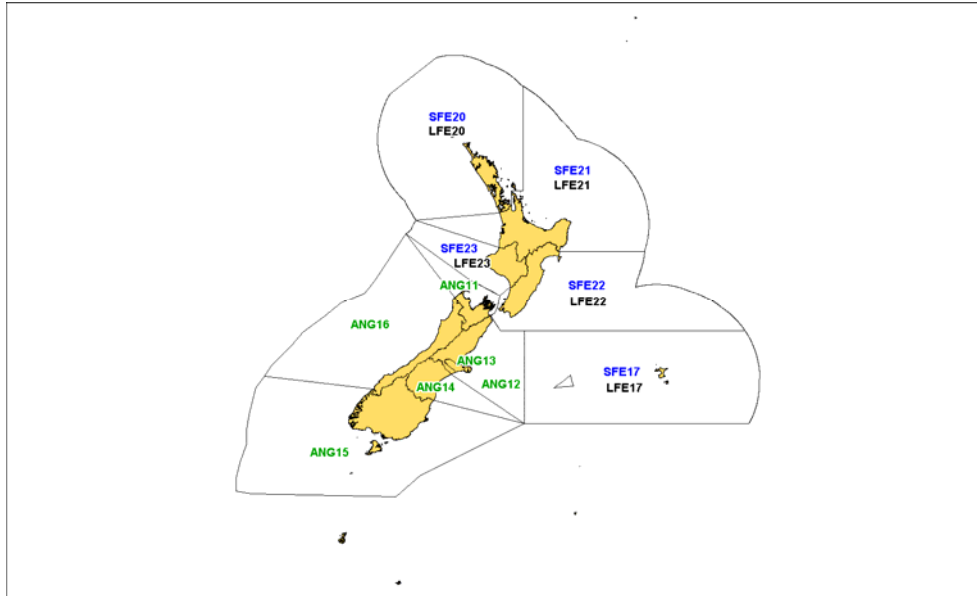 SFE20
LFE20
SFE21
LFE21
SFE23
LFE23
ANG11
SFE22
LFE22
ANG16
ANG13
SFE17
ANG12
ANG14
LFE17
ANG15